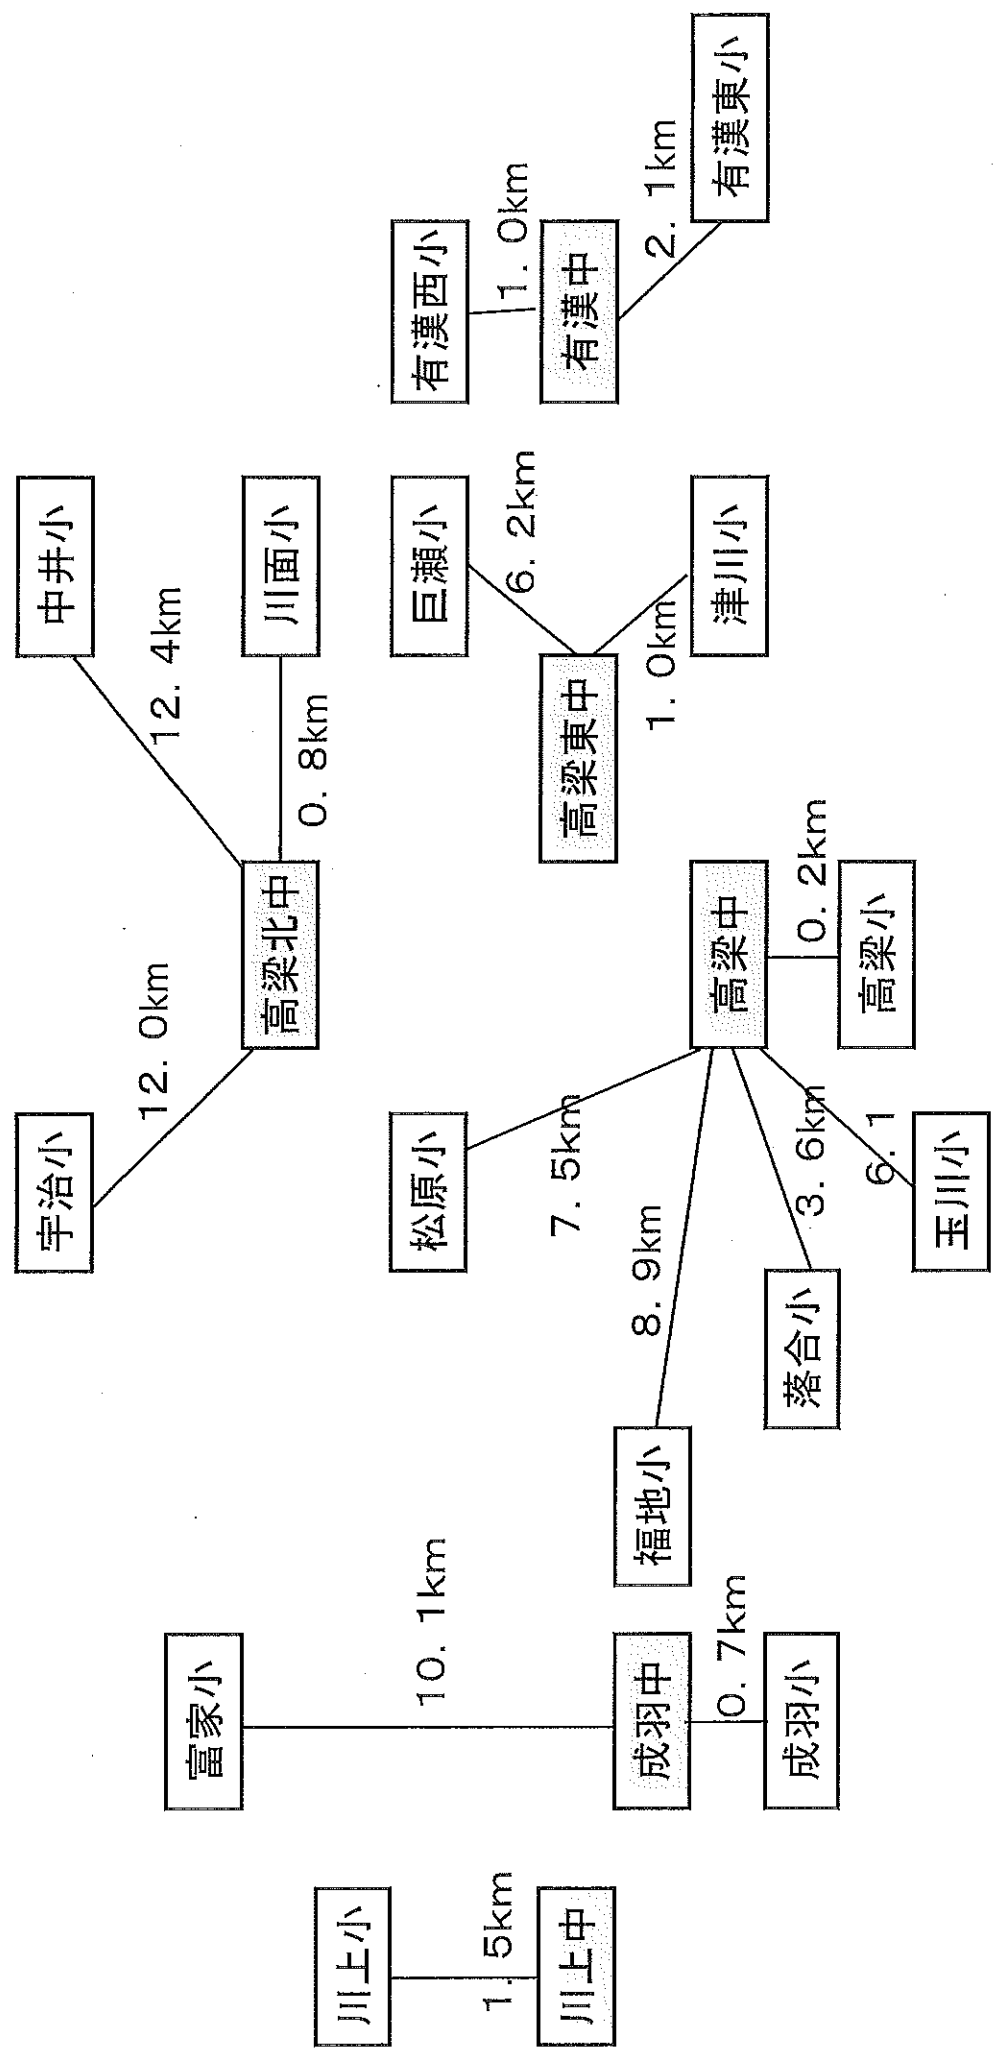 宇治小
中井小
12．0km
12．4km
高梁北中
川面小
0．8km
富家小
10．1km
川上小
1．5km
川上中
成羽中
0．7km
成羽小
松原小
7．5km
福地小
8．9km
落合小
3．6km
玉川小
6．1
高梁中
0．2km
高梁小
巨瀬小
6．2km
高梁東中
1．0km
津川小
有漢西小
1．0km
有漢中
2．1km
有漢東小